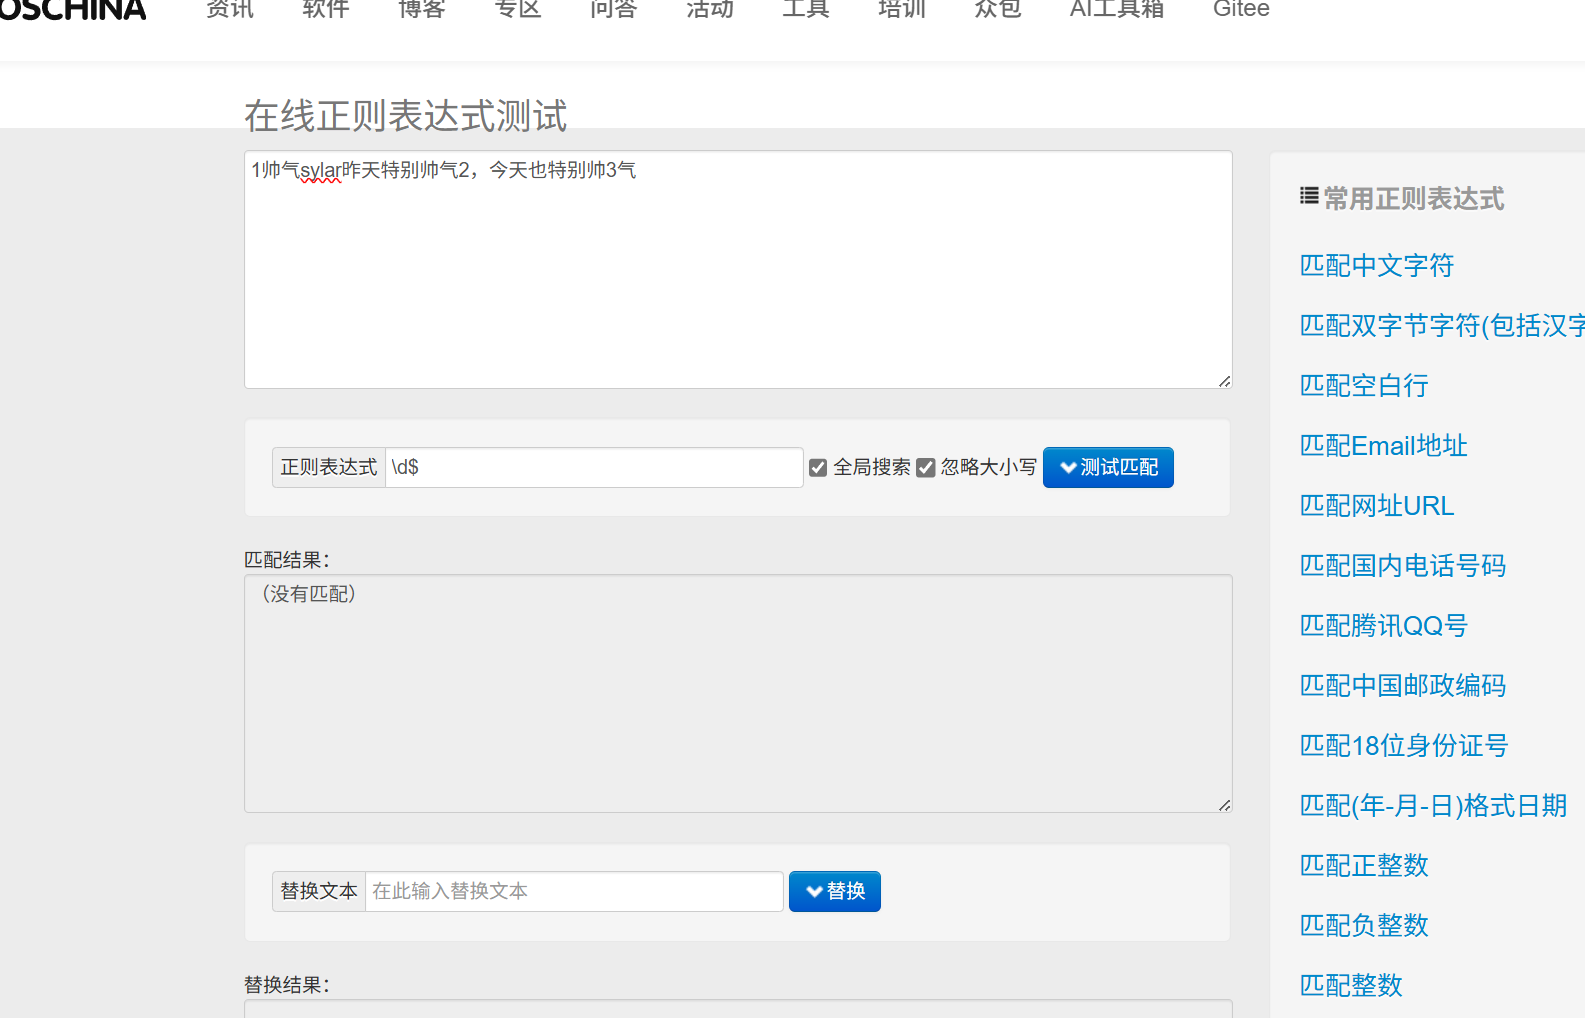 OSCHINA 资讯 软件 博客 专区 问答 活动 工具 培训 众包 AI工具箱 Gitee
在线正则表达式测试
1帅气sylar昨天特别帅气2，今天也特别帅3气
正则表达式 \d$ 全局搜索 忽略大小写 测试匹配
匹配结果：
（没有匹配）
替换文本 在此输入替换文本 替换
替换结果：
常用正则表达式
匹配中文字符
匹配双字节字符(包括汉字
匹配空白行
匹配Email地址
匹配网址URL
匹配国内电话号码
匹配腾讯QQ号
匹配中国邮政编码
匹配18位身份证号
匹配(年-月-日)格式日期
匹配正整数
匹配负整数
匹配整数